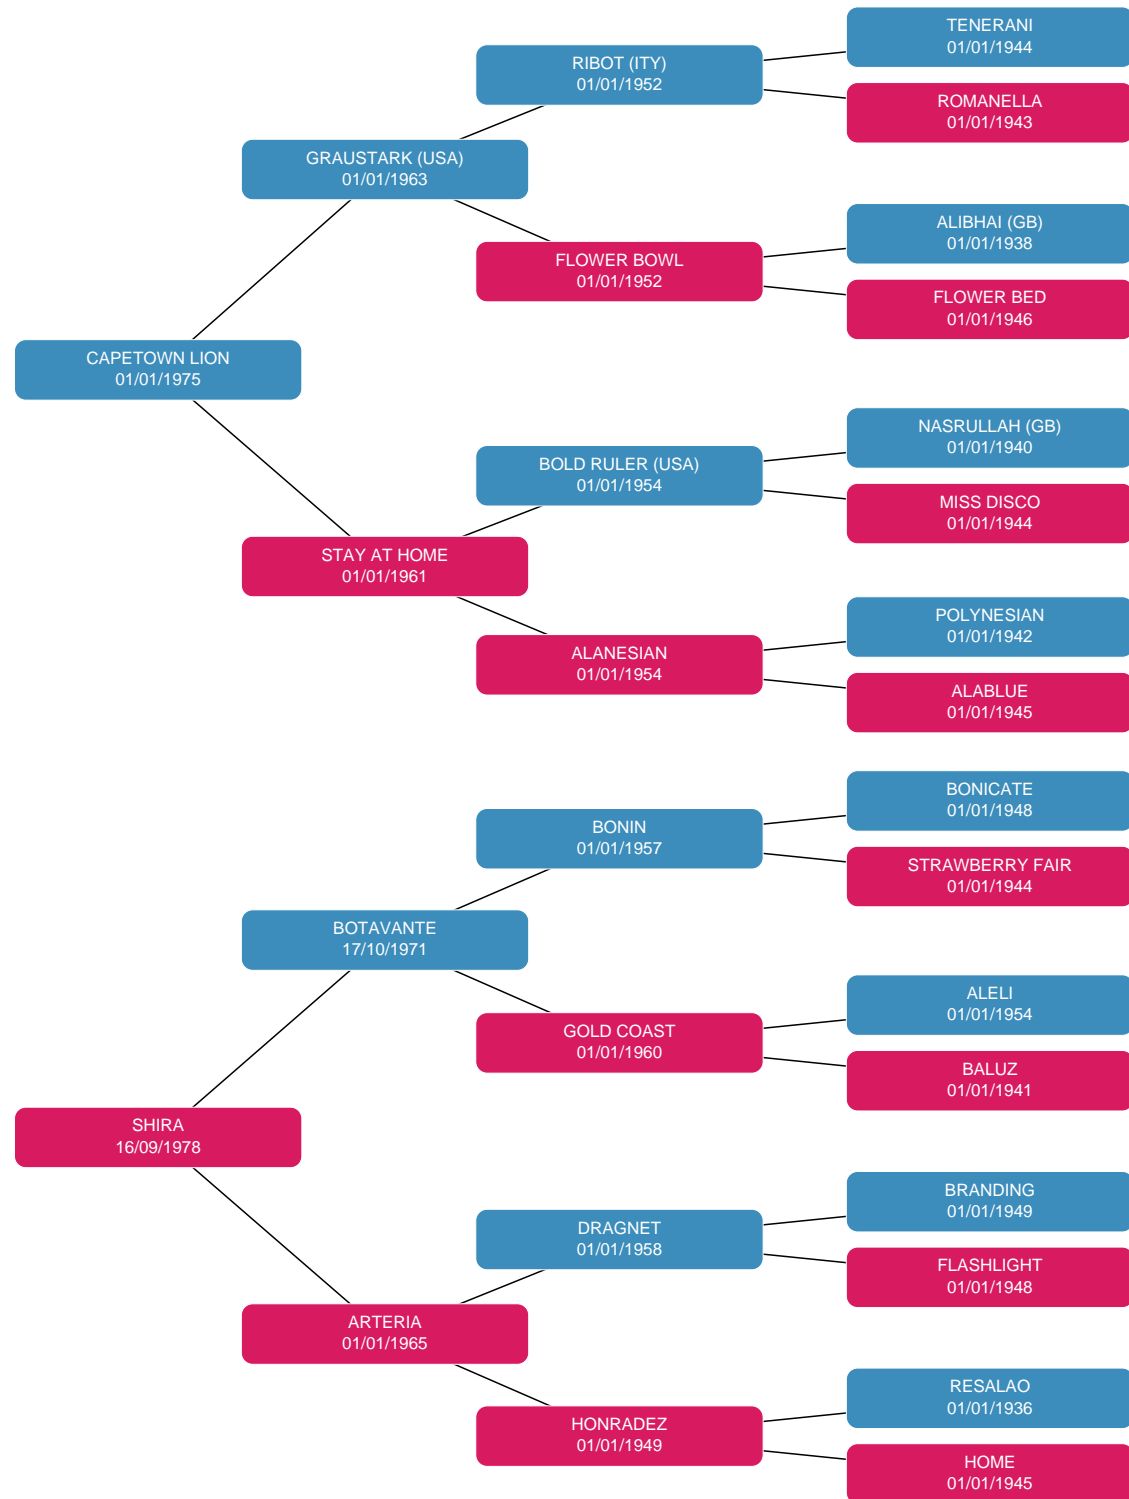 TENERANI
01/01/1944
RIBOT (ITY)
01/01/1952
ROMANELLA
01/01/1943
GRAUSTARK (USA)
01/01/1963
ALIBHAI (GB)
01/01/1938
FLOWER BOWL
01/01/1952
FLOWER BED
01/01/1946
CAPETOWN LION
01/01/1975
NASRULLAH (GB)
01/01/1940
BOLD RULER (USA)
01/01/1954
MISS DISCO
01/01/1944
STAY AT HOME
01/01/1961
POLYNESIAN
01/01/1942
ALANESIAN
01/01/1954
ALABLUE
01/01/1945
BONICATE
01/01/1948
BONIN
01/01/1957
STRAWBERRY FAIR
01/01/1944
BOTAVANTE
17/10/1971
ALELI
01/01/1954
GOLD COAST
01/01/1960
BALUZ
01/01/1941
SHIRA
16/09/1978
BRANDING
01/01/1949
DRAGNET
01/01/1958
FLASHLIGHT
01/01/1948
ARTERIA
01/01/1965
RESALAO
01/01/1936
HONRADEZ
01/01/1949
HOME
01/01/1945